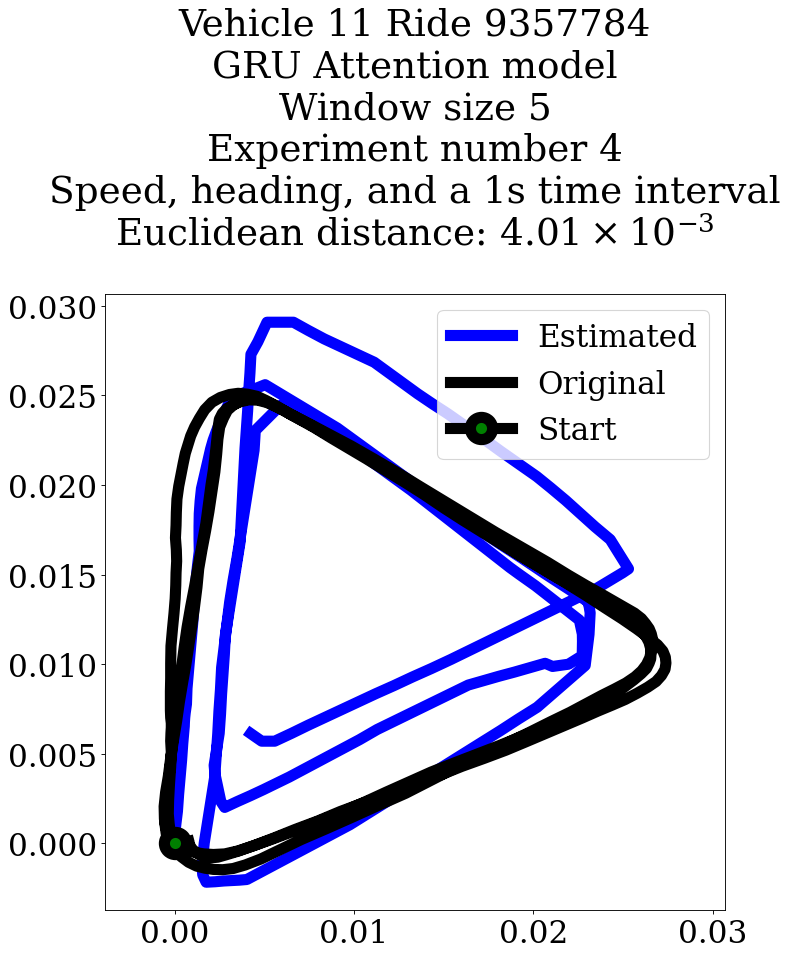 Vehicle 11 Ride 9357784
GRU Attention model
Window size 5
Experiment number 4
Speed, heading, and a 1s time interval
Euclidean distance: 4.01 × 10⁻³
0.030
0.025
0.020
0.015
0.010
0.005
0.000
Estimated
Original
Start
0.00 0.01 0.02 0.03